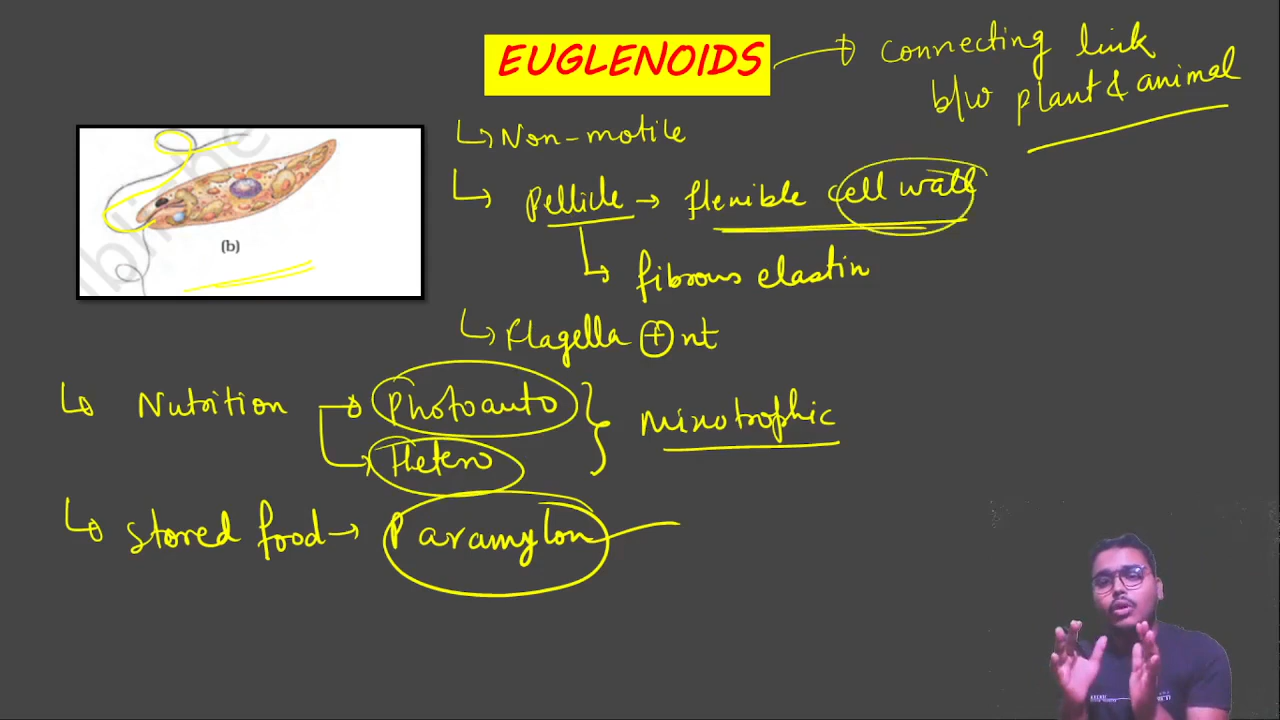 EUGLENOIDS
connecting link
b/w plant & animal
Non-motile
Pellicle → flexible cell wall
fibrous elastin
Flagella ⊕nt
(b)
Nutrition → Photoauto
Hetero
Mixotrophic
Stored food → Paramylon